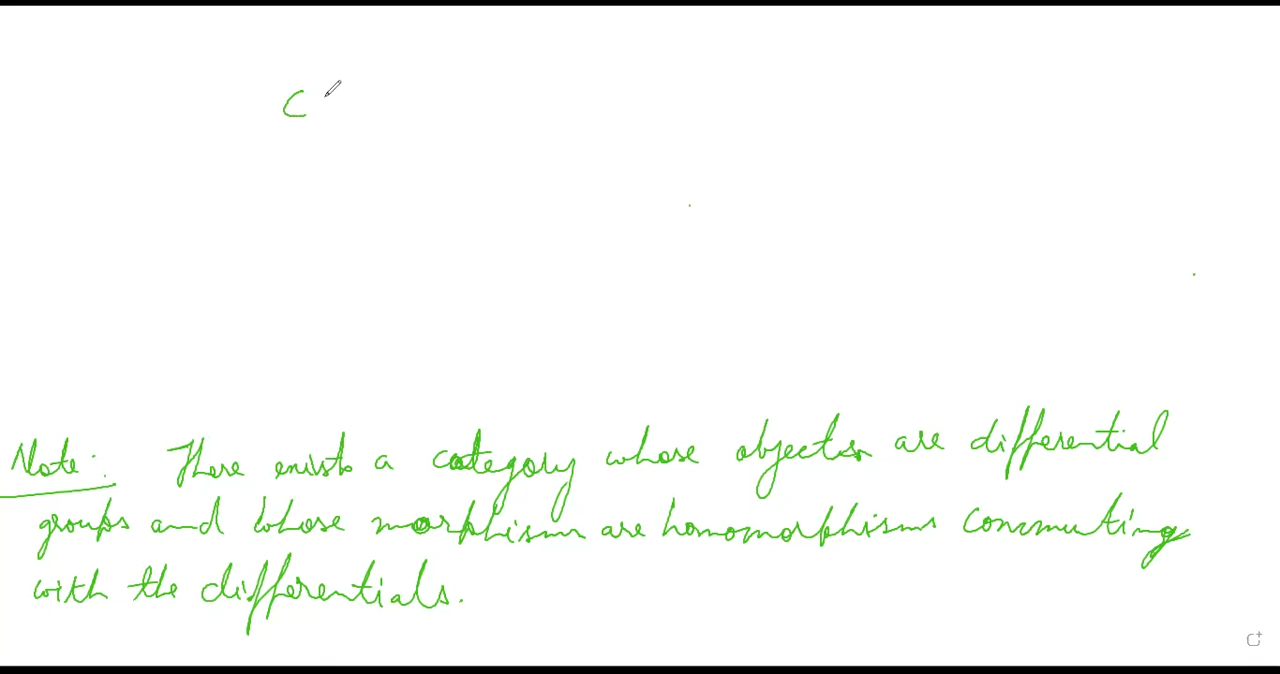 C
Note: There exists a category whose objects are differential
groups and whose morphisms are homomorphisms commuting
with the differentials.